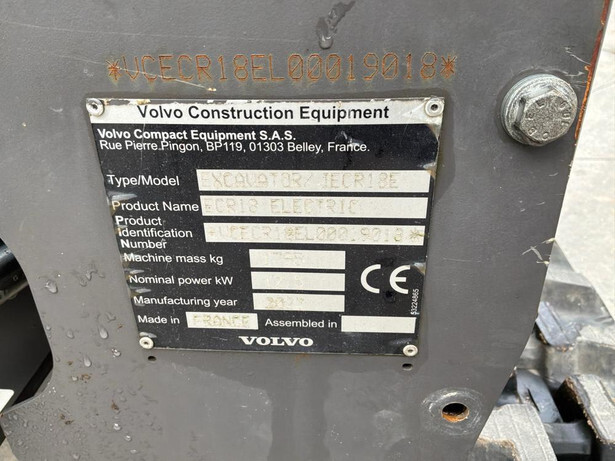 *VCECR18EL00019018*
Volvo Construction Equipment
Volvo Compact Equipment S.A.S.
Rue Pierre.Pingon, BP119, 01303 Belley, France.
Type/Model EXCAVATOR/ IECR18E
Product Name ECR18 ELECTRIC
Product Identification Number *VCECR18EL00019018*
Machine mass kg
Nominal power kW
Manufacturing year
Made in FRANCE Assembled in
CE
53224865
VOLVO